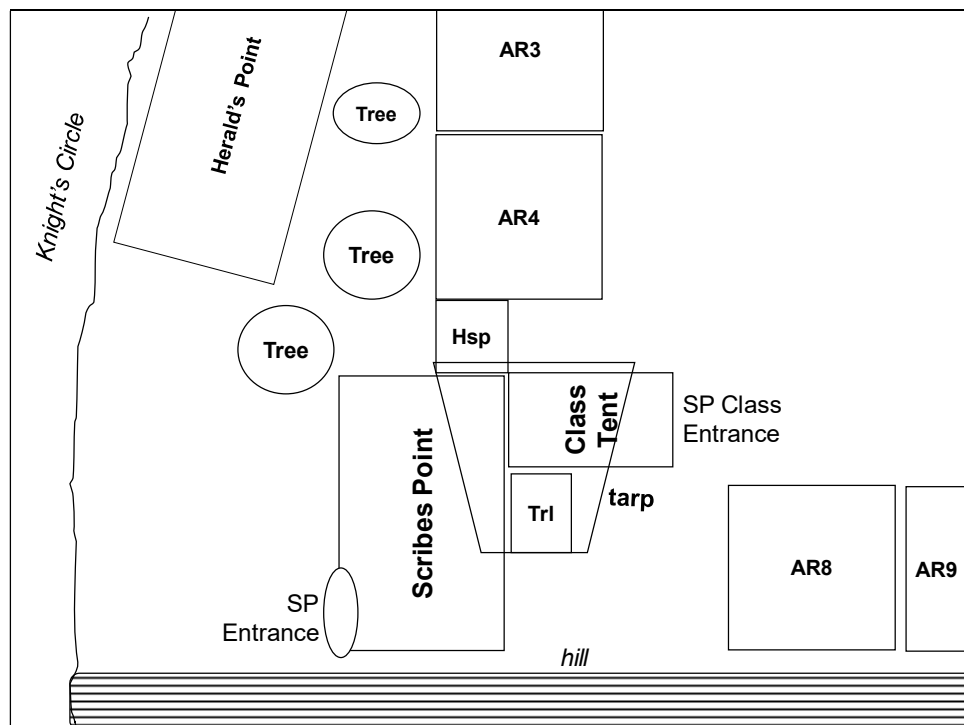 AR3
Herald's Point
Tree
Knight's Circle
AR4
Tree
Hsp
Tree
Class
Tent
SP Class
Entrance
Scribes Point
tarp
Trl
AR8
AR9
SP
Entrance
hill